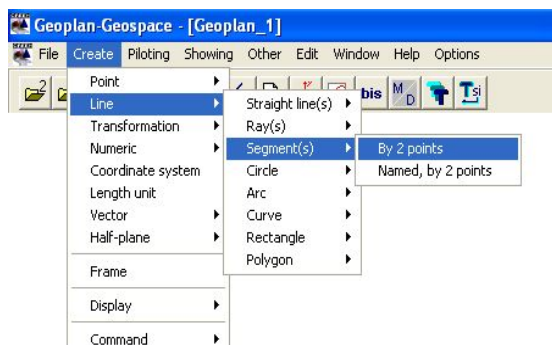 Geoplan-Geospace - [Geoplan_1]
File Create Piloting Showing Other Edit Window Help Options
2 bis M D Tsi
Point
Line
Transformation
Numeric
Coordinate system
Length unit
Vector
Half-plane
Frame
Display
Command
Straight line(s)
Ray(s)
Segment(s)
Circle
Arc
Curve
Rectangle
Polygon
By 2 points
Named, by 2 points